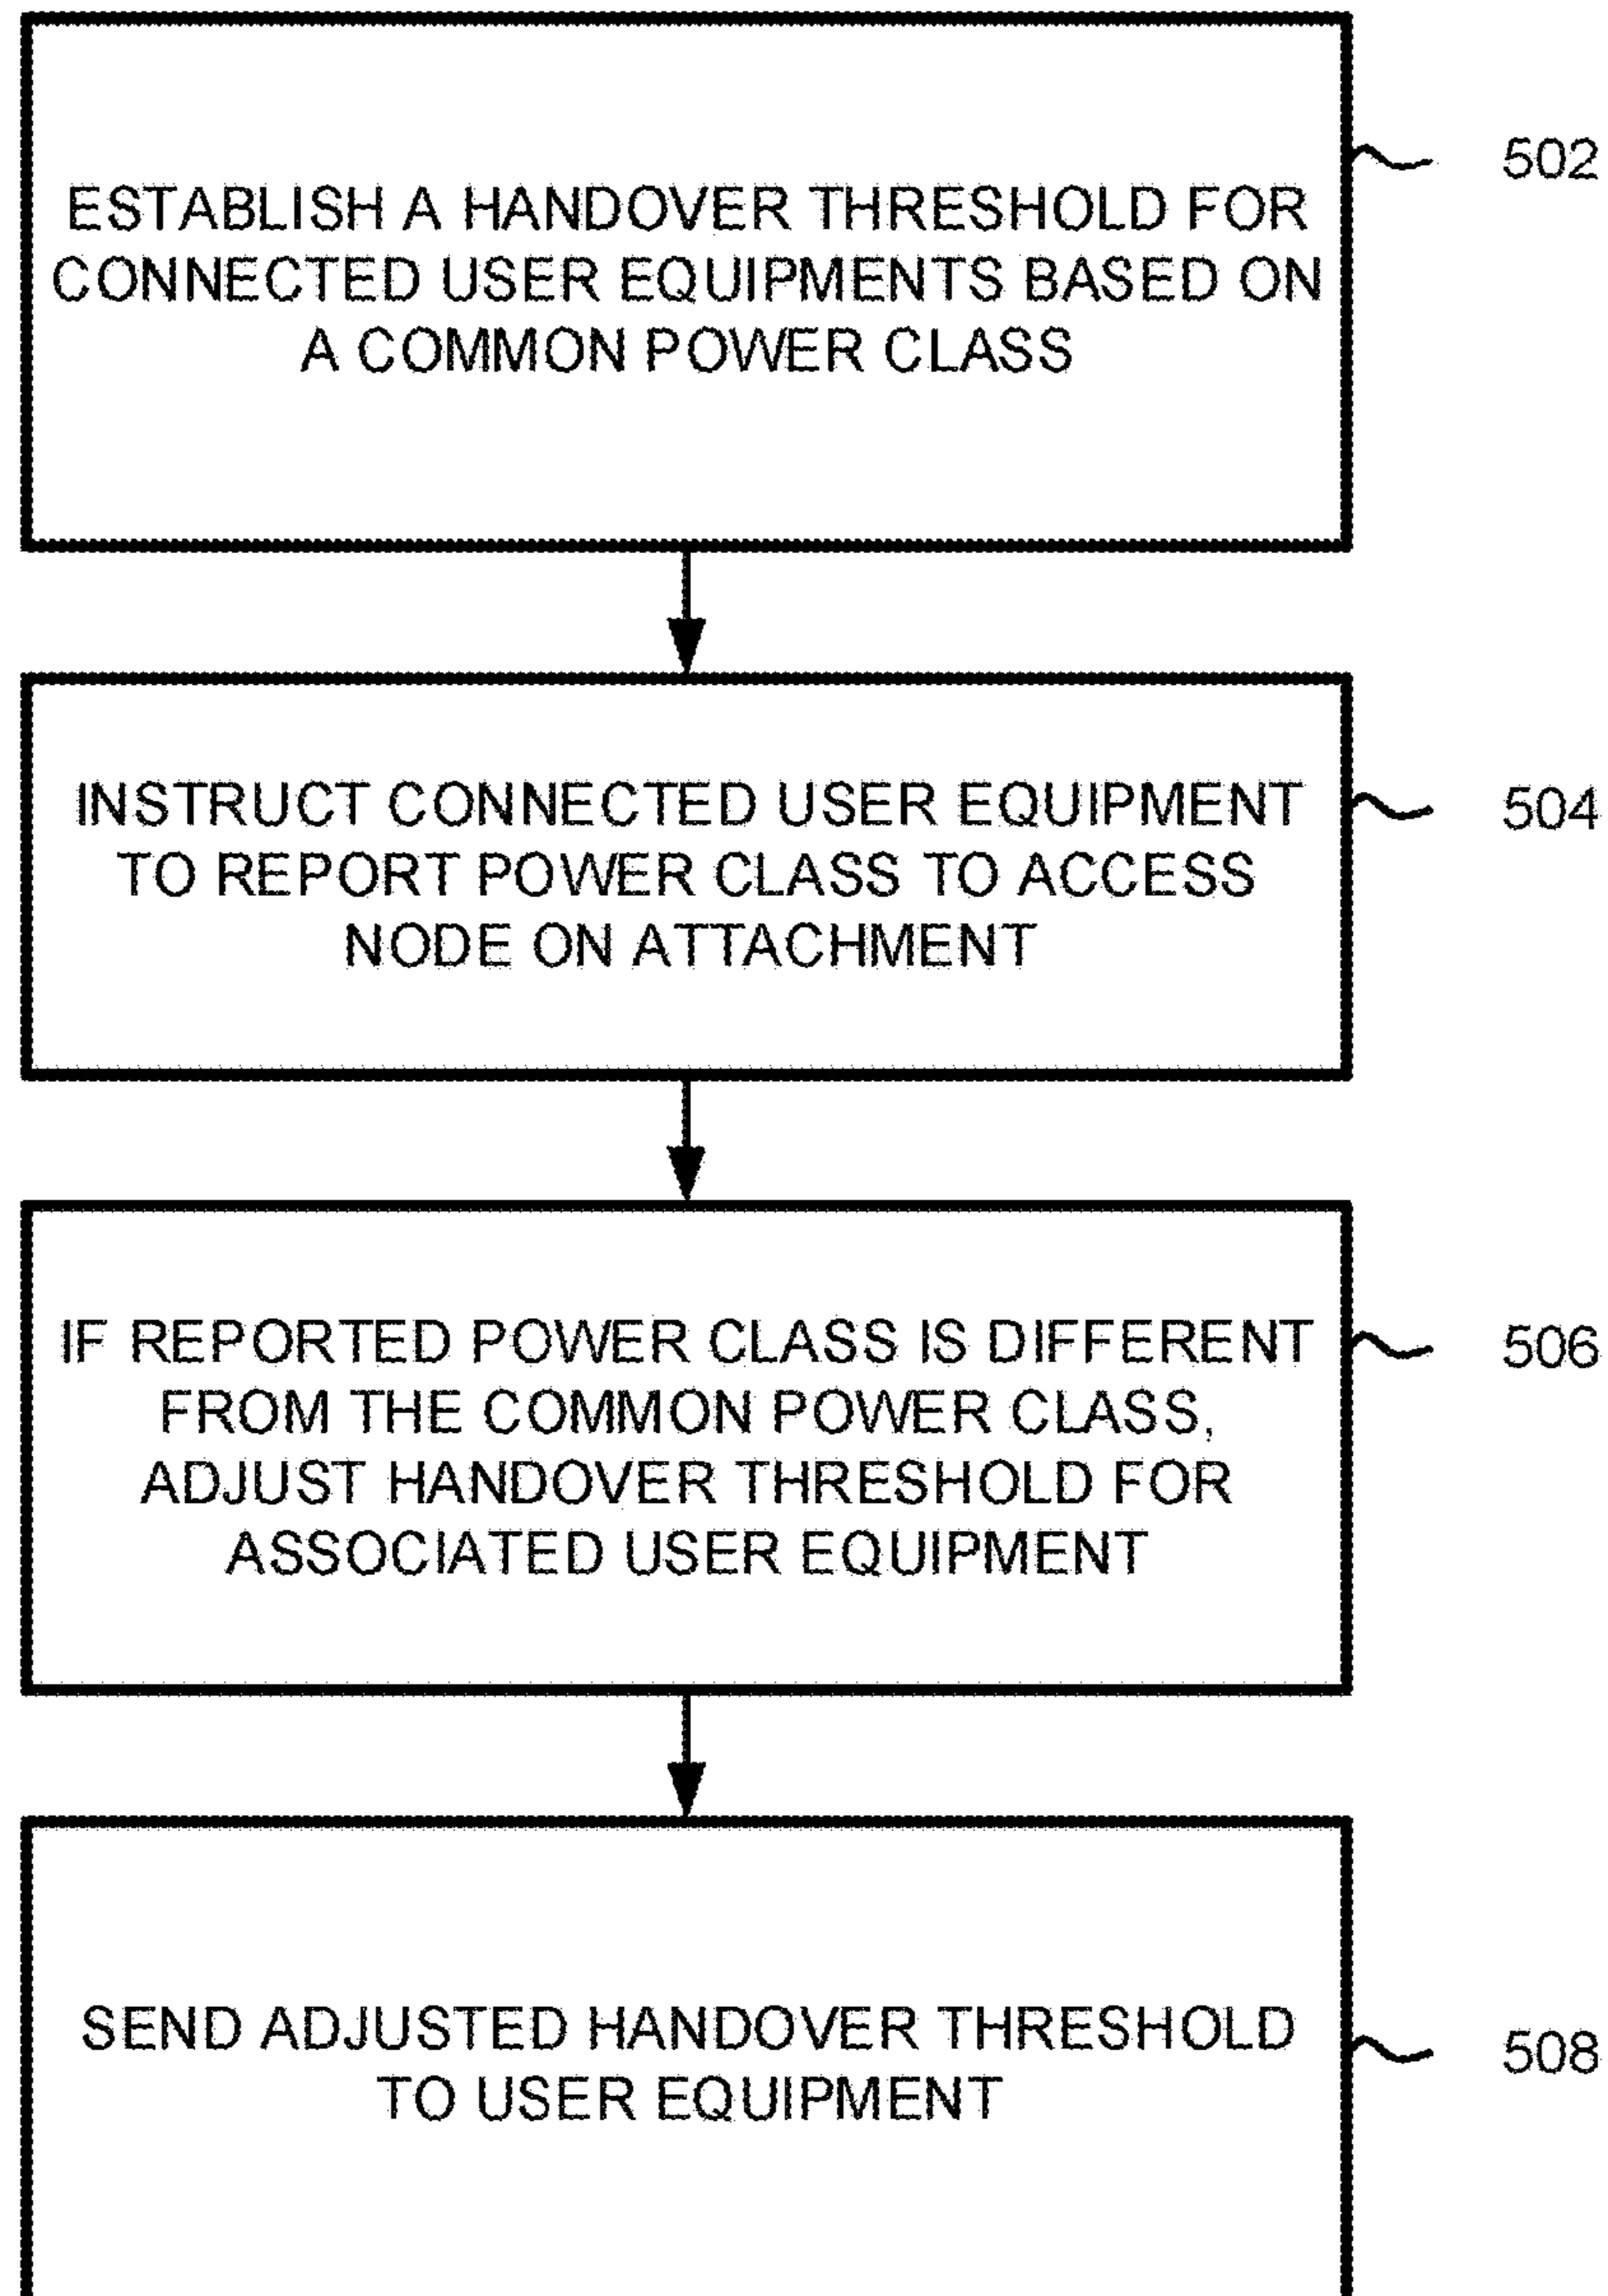 502
ESTABLISH A HANDOVER THRESHOLD FOR
CONNECTED USER EQUIPMENTS BASED ON
A COMMON POWER CLASS
504
INSTRUCT CONNECTED USER EQUIPMENT
TO REPORT POWER CLASS TO ACCESS
NODE ON ATTACHMENT
506
IF REPORTED POWER CLASS IS DIFFERENT
FROM THE COMMON POWER CLASS,
ADJUST HANDOVER THRESHOLD FOR
ASSOCIATED USER EQUIPMENT
508
SEND ADJUSTED HANDOVER THRESHOLD
TO USER EQUIPMENT